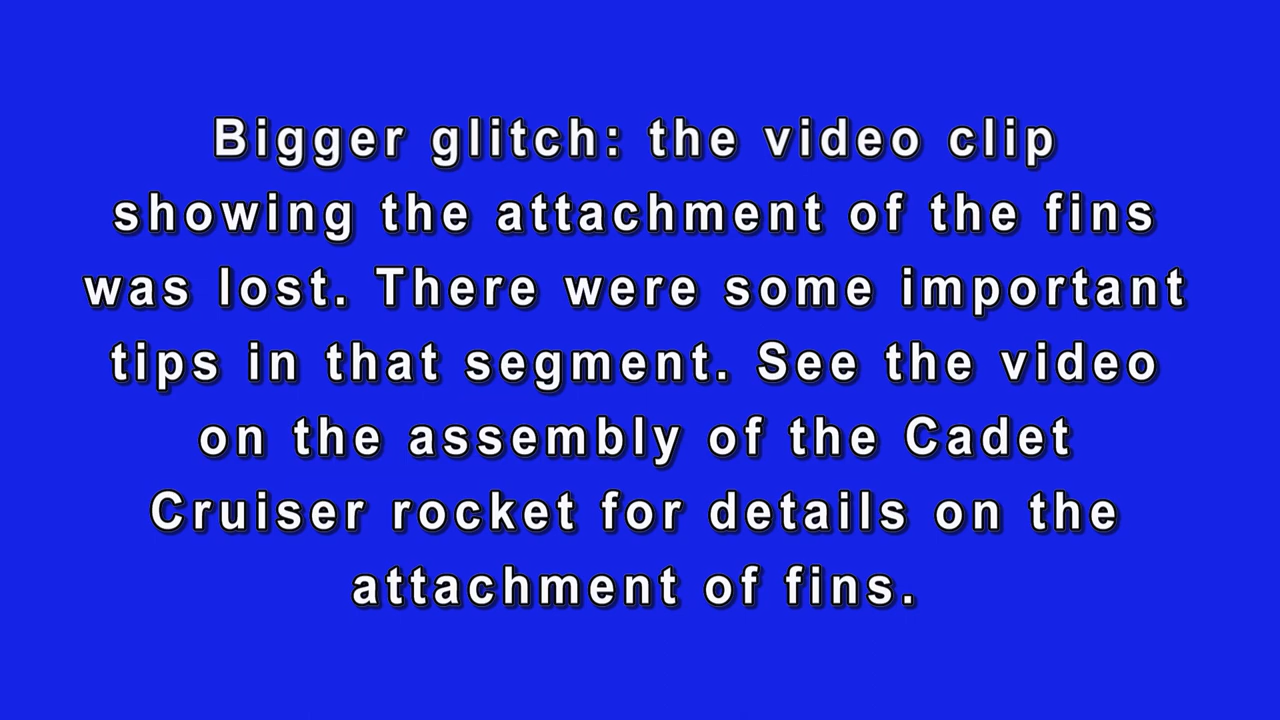 Bigger glitch: the video clip
showing the attachment of the fins
was lost. There were some important
tips in that segment. See the video
on the assembly of the Cadet
Cruiser rocket for details on the
attachment of fins.